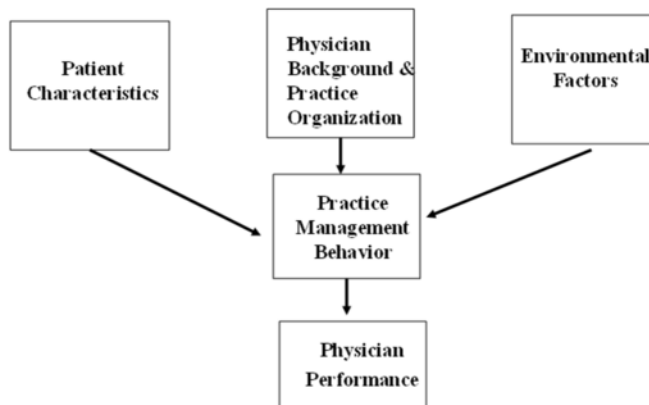 Patient
Characteristics
Physician
Background &
Practice
Organization
Environmental
Factors
Practice
Management
Behavior
Physician
Performance